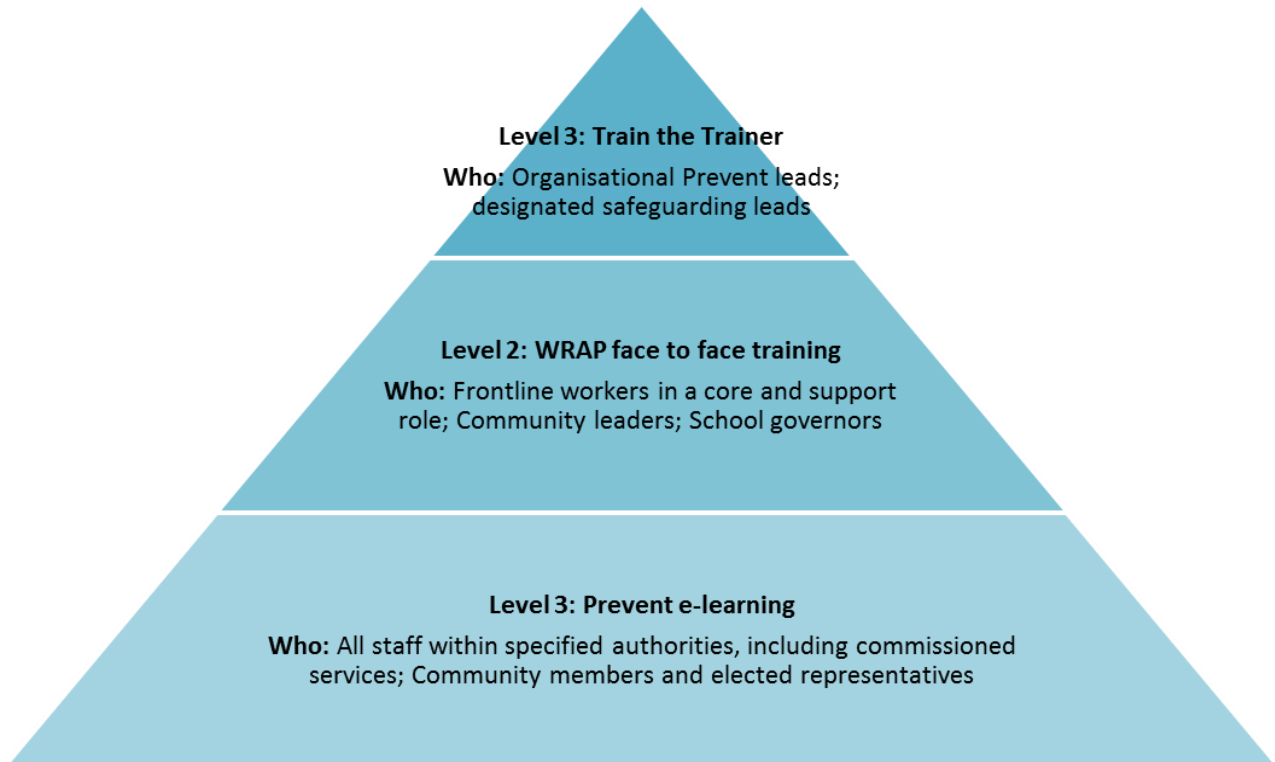 Level 3: Train the Trainer
Who: Organisational Prevent leads;
designated safeguarding leads
Level 2: WRAP face to face training
Who: Frontline workers in a core and support
role; Community leaders; School governors
Level 3: Prevent e-learning
Who: All staff within specified authorities, including commissioned
services; Community members and elected representatives